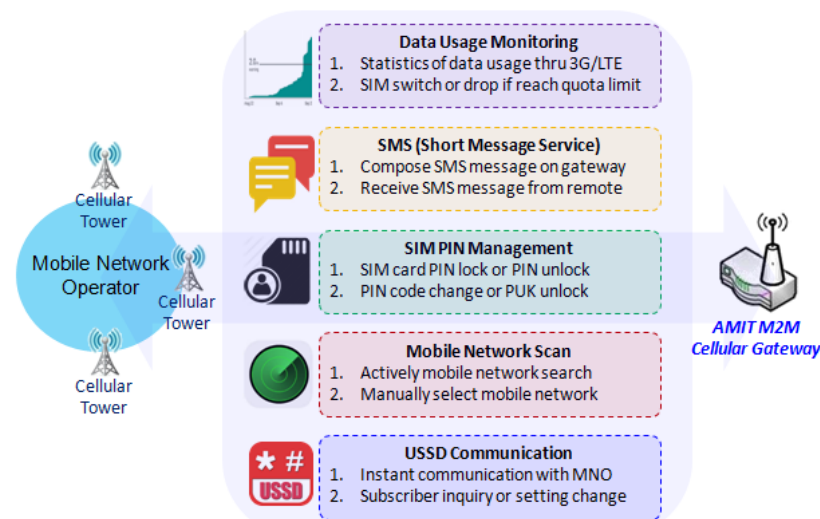 Data Usage Monitoring
1. Statistics of data usage thru 3G/LTE
2. SIM switch or drop if reach quota limit
SMS (Short Message Service)
1. Compose SMS message on gateway
2. Receive SMS message from remote
SIM PIN Management
1. SIM card PIN lock or PIN unlock
2. PIN code change or PUK unlock
Mobile Network Scan
1. Actively mobile network search
2. Manually select mobile network
USSD Communication
1. Instant communication with MNO
2. Subscriber inquiry or setting change
* #
USSD
Cellular
Tower
Mobile Network
Operator
Cellular
Tower
Cellular
Tower
AMIT M2M
Cellular Gateway